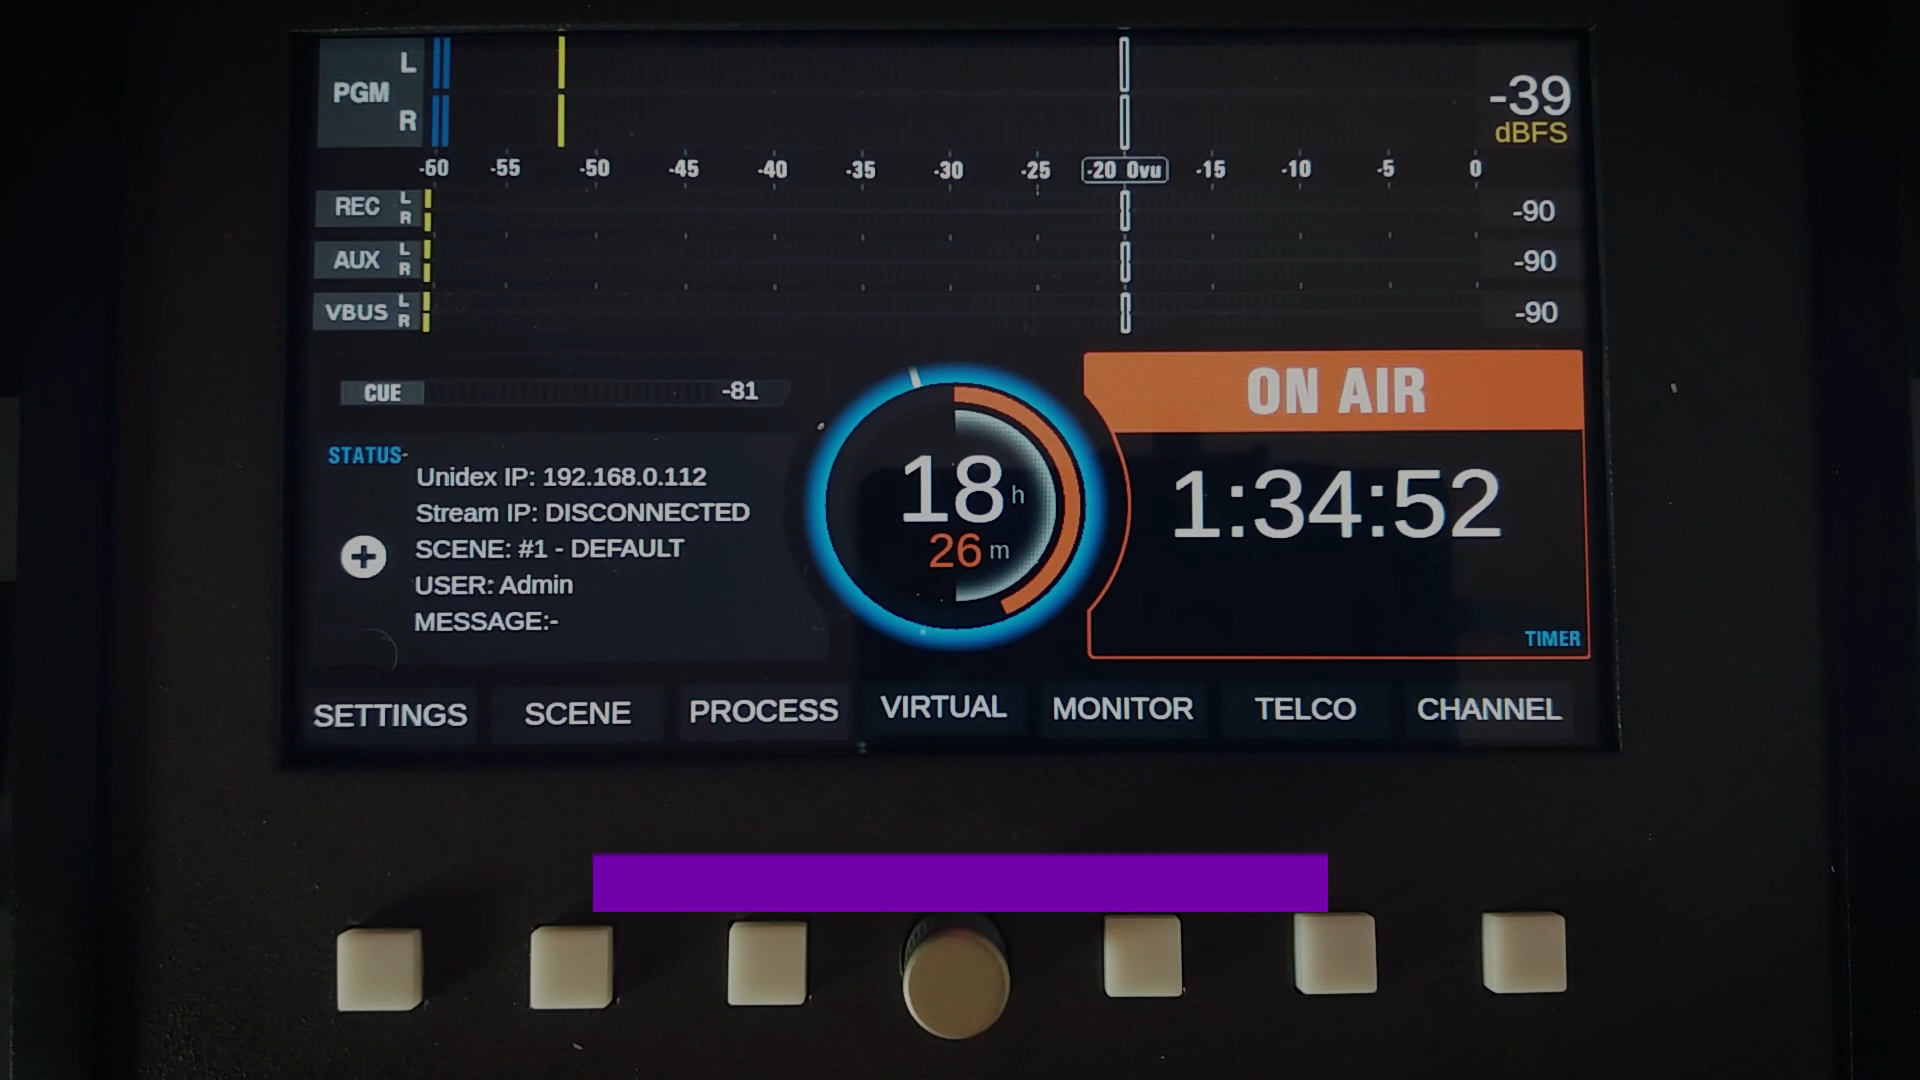 PGM L R -39 dBFS
-60 -55 -50 -45 -40 -35 -30 -25 -20 0vu -15 -10 -5 0
REC L R -90
AUX L R -90
VBUS L R -90
CUE -81
ON AIR
STATUS-
Unidex IP: 192.168.0.112
Stream IP: DISCONNECTED
SCENE: #1 - DEFAULT
USER: Admin
MESSAGE:-
18 h
26 m
1:34:52
TIMER
SETTINGS SCENE PROCESS VIRTUAL MONITOR TELCO CHANNEL